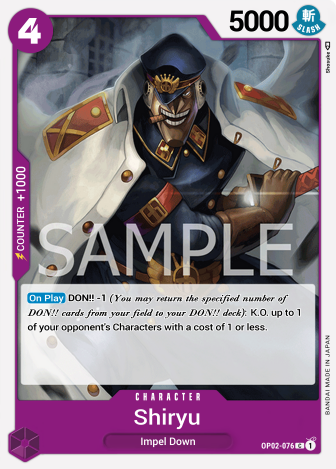 4
5000
斬
SLASH
Shosuke
COUNTER +1000
SAMPLE
On Play DON!! -1 (You may return the specified number of
DON!! cards from your field to your DON!! deck): K.O. up to 1
of your opponent's Characters with a cost of 1 or less.
BANDAI MADE IN JAPAN
CHARACTER
Shiryu
Impel Down
OP02-076 C 1